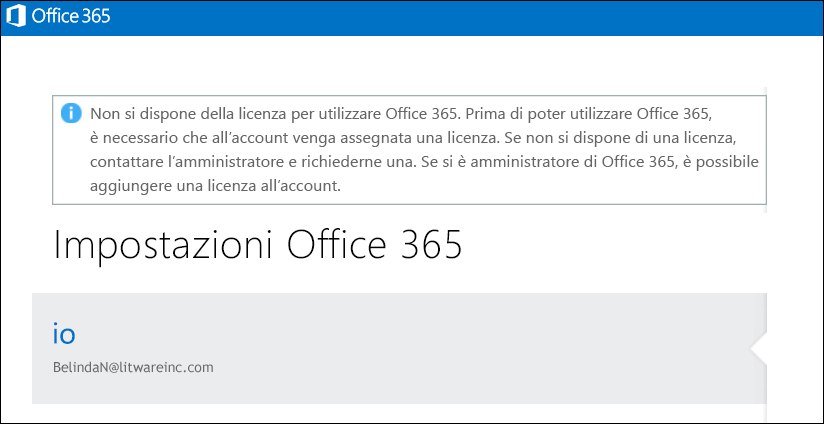 Office 365
Non si dispone della licenza per utilizzare Office 365. Prima di poter utilizzare Office 365,
è necessario che all'account venga assegnata una licenza. Se non si dispone di una licenza,
contattare l'amministratore e richiederne una. Se si è amministratore di Office 365, è possibile
aggiungere una licenza all'account.
Impostazioni Office 365
io
BelindaN@litwareinc.com